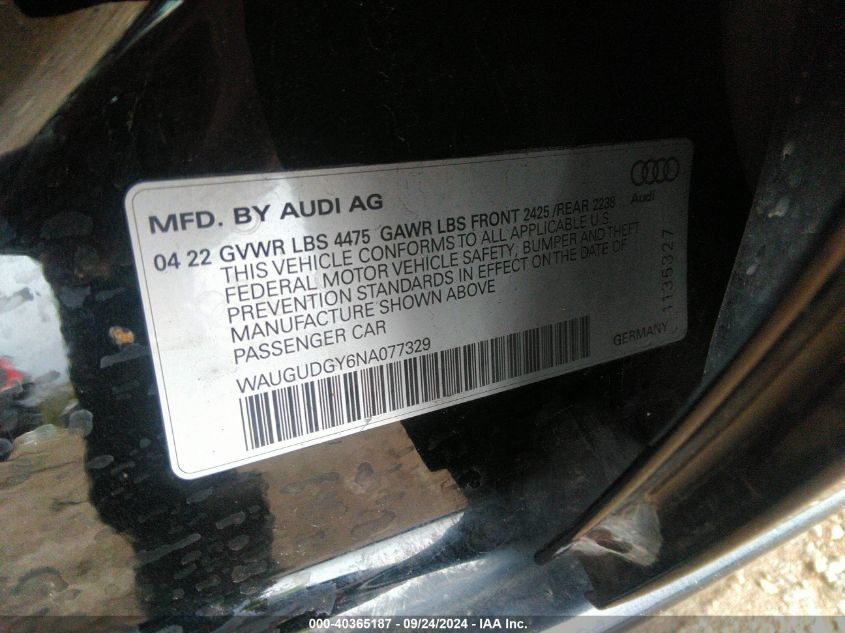 MFD. BY AUDI AG
Audi
04 22 GVWR LBS 4475 GAWR LBS FRONT 2425 /REAR 2238
THIS VEHICLE CONFORMS TO ALL APPLICABLE U.S.
FEDERAL MOTOR VEHICLE SAFETY, BUMPER AND THEFT
PREVENTION STANDARDS IN EFFECT ON THE DATE OF
MANUFACTURE SHOWN ABOVE
PASSENGER CAR
WAUGUDGY6NA077329
GERMANY
1135327
000-40365187 - 09/24/2024 - IAA Inc.